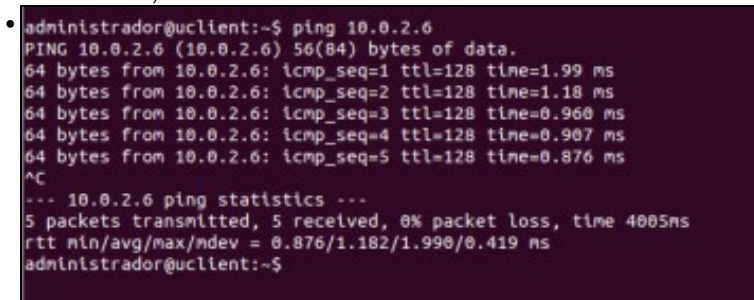 administrador@uclient:~$ ping 10.0.2.6
PING 10.0.2.6 (10.0.2.6) 56(84) bytes of data.
64 bytes from 10.0.2.6: icmp_seq=1 ttl=128 time=1.99 ms
64 bytes from 10.0.2.6: icmp_seq=2 ttl=128 time=1.18 ms
64 bytes from 10.0.2.6: icmp_seq=3 ttl=128 time=0.960 ms
64 bytes from 10.0.2.6: icmp_seq=4 ttl=128 time=0.907 ms
64 bytes from 10.0.2.6: icmp_seq=5 ttl=128 time=0.876 ms
^C
--- 10.0.2.6 ping statistics ---
5 packets transmitted, 5 received, 0% packet loss, time 4005ms
rtt min/avg/max/mdev = 0.876/1.182/1.990/0.419 ms
administrador@uclient:~$